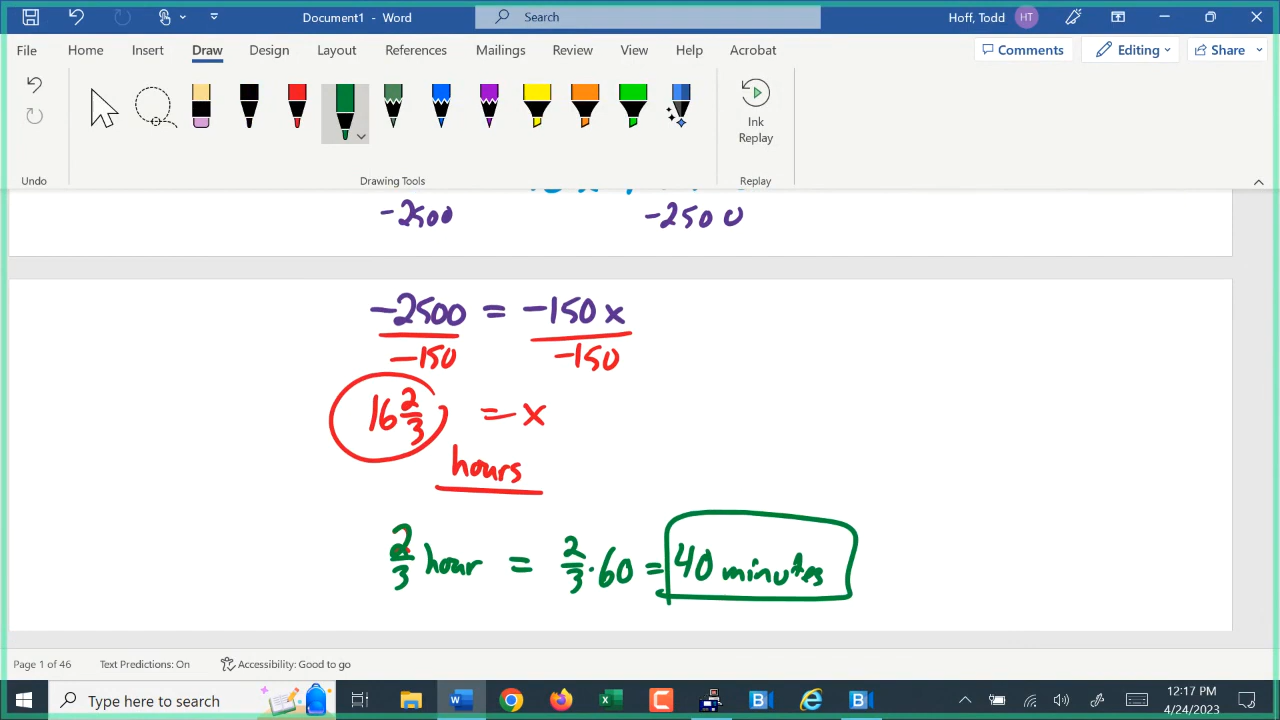 Document1 - Word
Search
Hoff, Todd
HT
File Home Insert Draw Design Layout References Mailings Review View Help Acrobat
Comments
Editing
Share
Ink Replay
Undo
Drawing Tools
Replay
-2500 -2500
-2500 = -150x
-150 -150
16 2/3 = x
hours
2/3 hour = 2/3 · 60 = 40 minutes
Page 1 of 46 Text Predictions: On Accessibility: Good to go
Type here to search
12:17 PM
4/24/2023